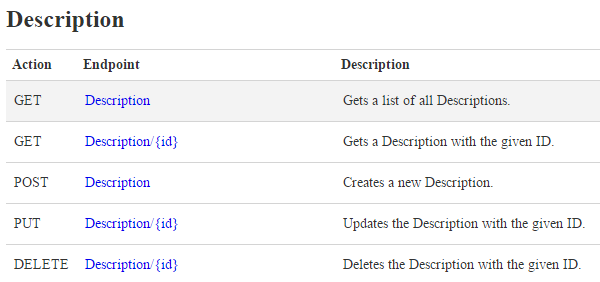 Description
Action Endpoint Description
GET Description Gets a list of all Descriptions.
GET Description/{id} Gets a Description with the given ID.
POST Description Creates a new Description.
PUT Description/{id} Updates the Description with the given ID.
DELETE Description/{id} Deletes the Description with the given ID.